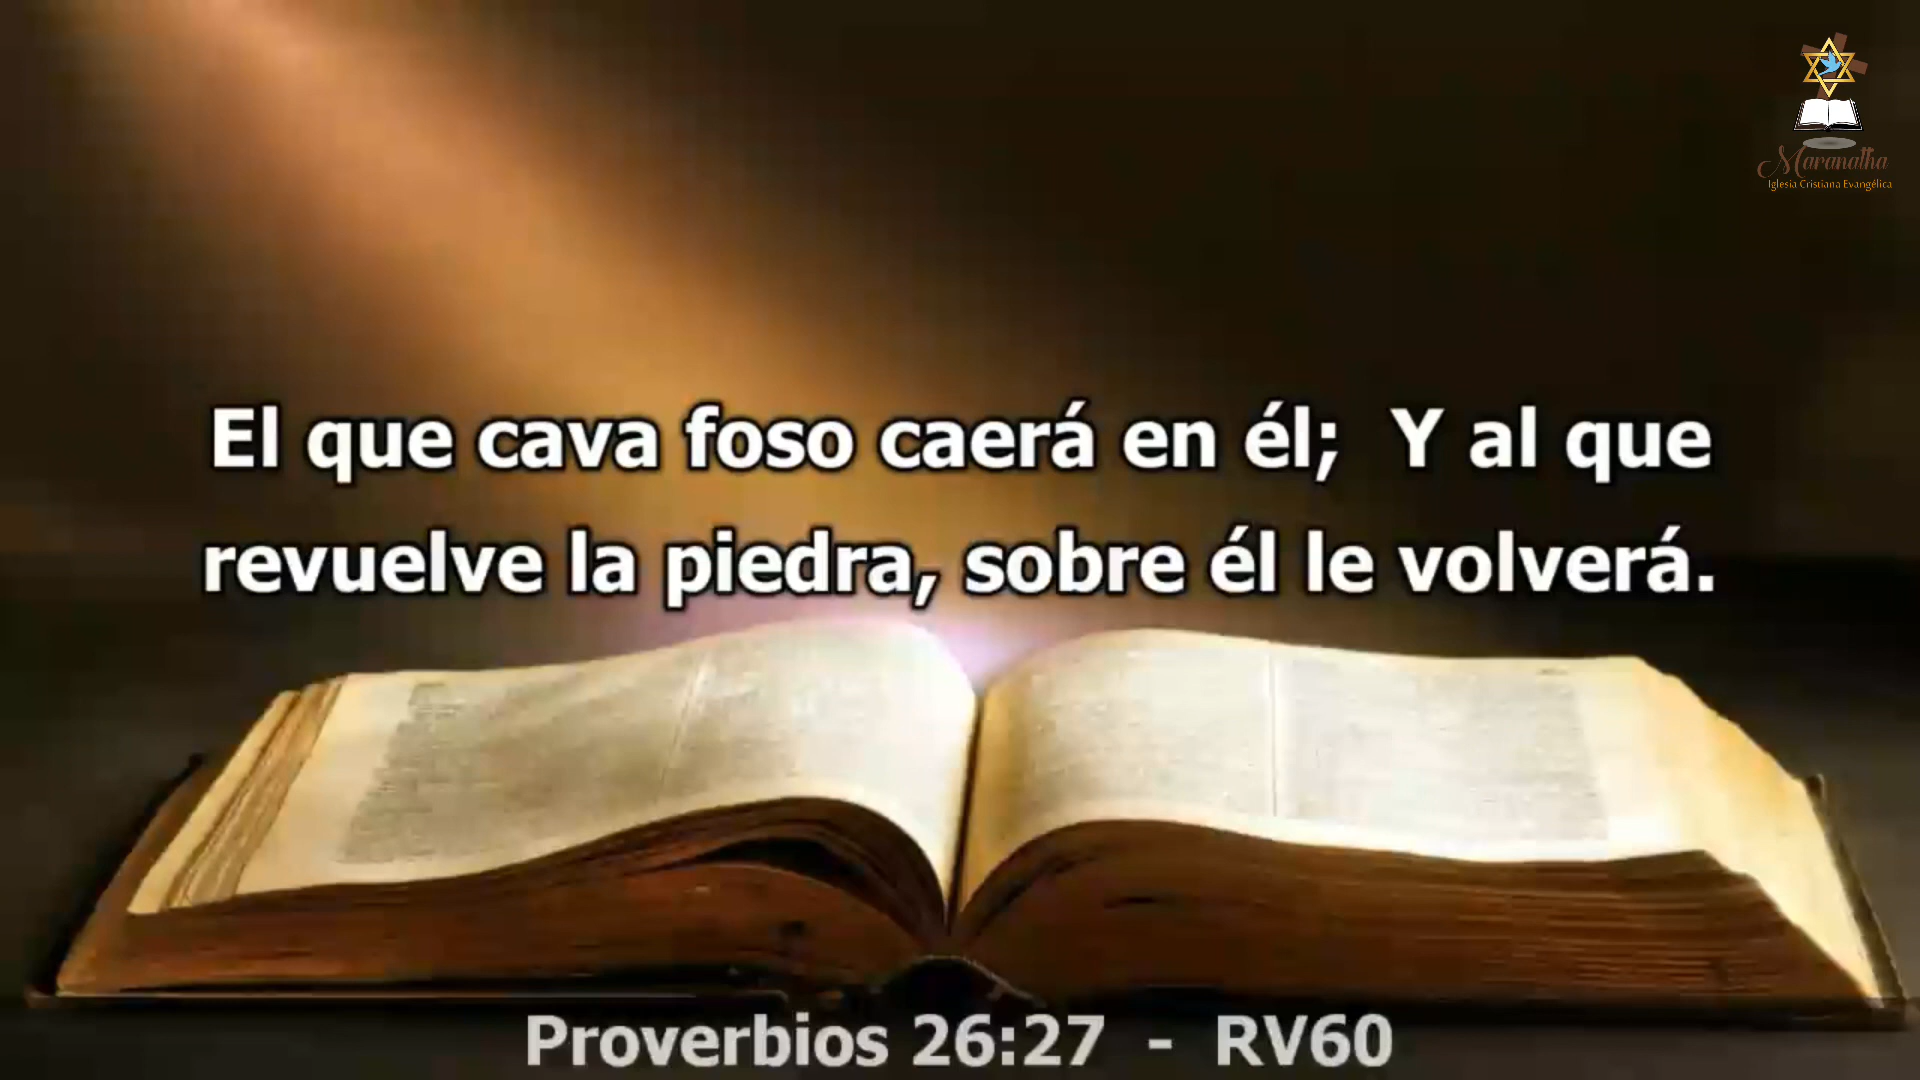 Maranatha
Iglesia Cristiana Evangélica
El que cava foso caerá en él;  Y al que
revuelve la piedra, sobre él le volverá.
Proverbios 26:27  -  RV60